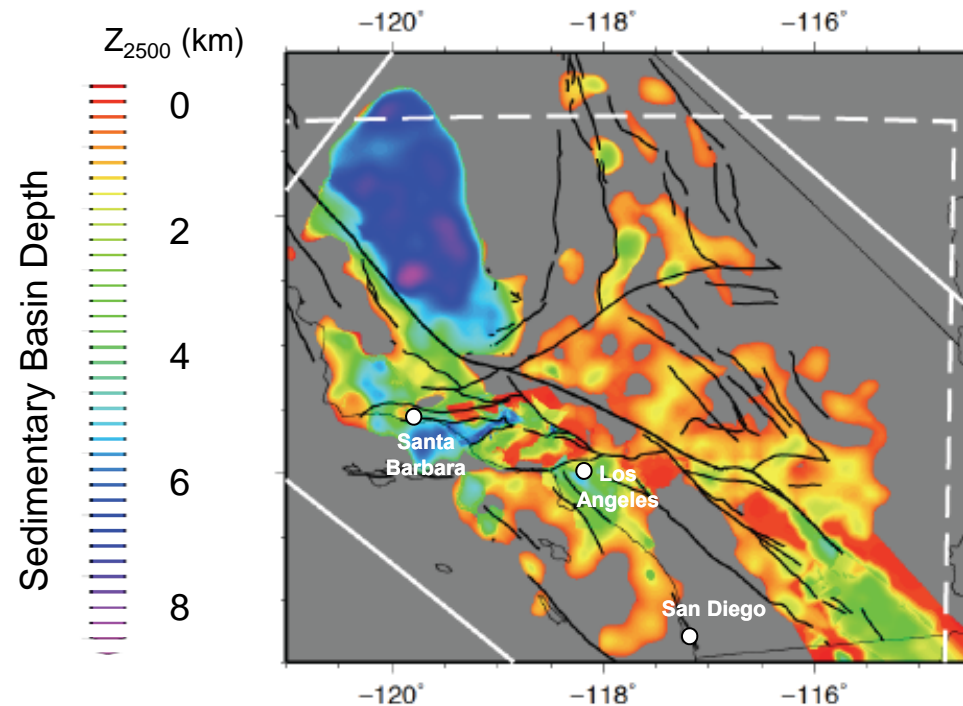 Z2500 (km)
Sedimentary Basin Depth
0
2
4
6
8
−120° −118° −116°
Santa
Barbara
Los
Angeles
San Diego
−120° −118° −116°